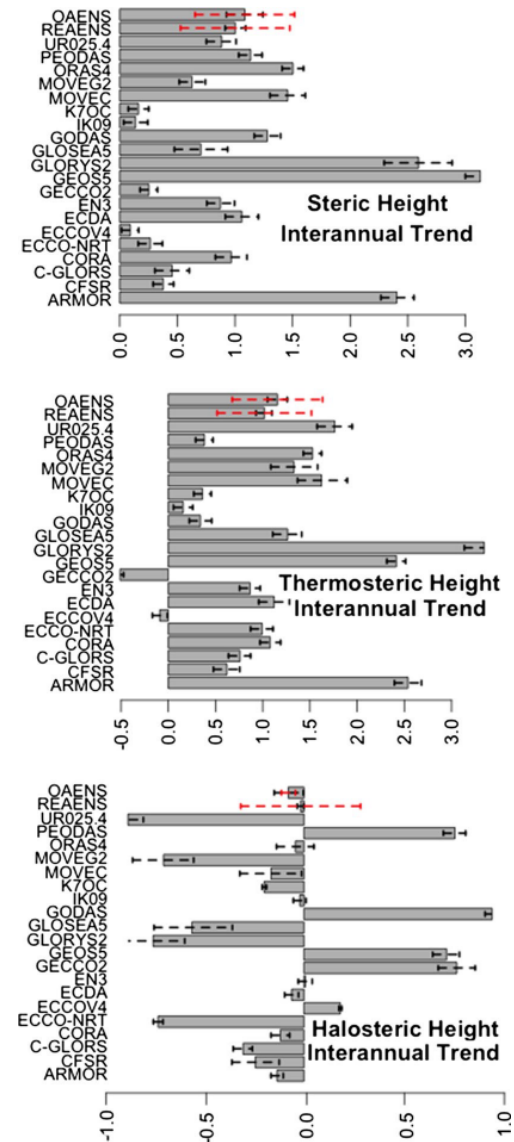 OAENS
REAENS
UR025.4
PEODAS
ORAS4
MOVEG2
MOVEC
K7OC
IK09
GODAS
GLOSEA5
GLORYS2
GEOS5
GECCO2
EN3
ECDA
ECCOV4
ECCO-NRT
CORA
C-GLORS
CFSR
ARMOR
Steric Height
Interannual Trend
0.0 0.5 1.0 1.5 2.0 2.5 3.0
OAENS
REAENS
UR025.4
PEODAS
ORAS4
MOVEG2
MOVEC
K7OC
IK09
GODAS
GLOSEA5
GLORYS2
GEOS5
GECCO2
EN3
ECDA
ECCOV4
ECCO-NRT
CORA
C-GLORS
CFSR
ARMOR
Thermosteric Height
Interannual Trend
-0.5 0.0 0.5 1.0 1.5 2.0 2.5 3.0
OAENS
REAENS
UR025.4
PEODAS
ORAS4
MOVEG2
MOVEC
K7OC
IK09
GODAS
GLOSEA5
GLORYS2
GEOS5
GECCO2
EN3
ECDA
ECCOV4
ECCO-NRT
CORA
C-GLORS
CFSR
ARMOR
Halosteric Height
Interannual Trend
-1.0 -0.5 0.0 0.5 1.0